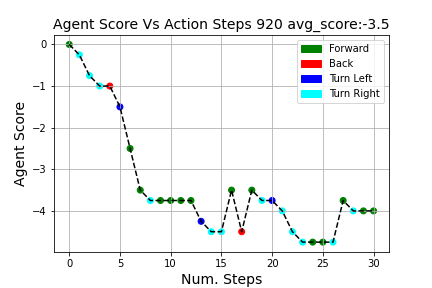 Agent Score Vs Action Steps 920 avg_score:-3.5
Agent Score
0
−1
−2
−3
−4
Forward
Back
Turn Left
Turn Right
0 5 10 15 20 25 30
Num. Steps